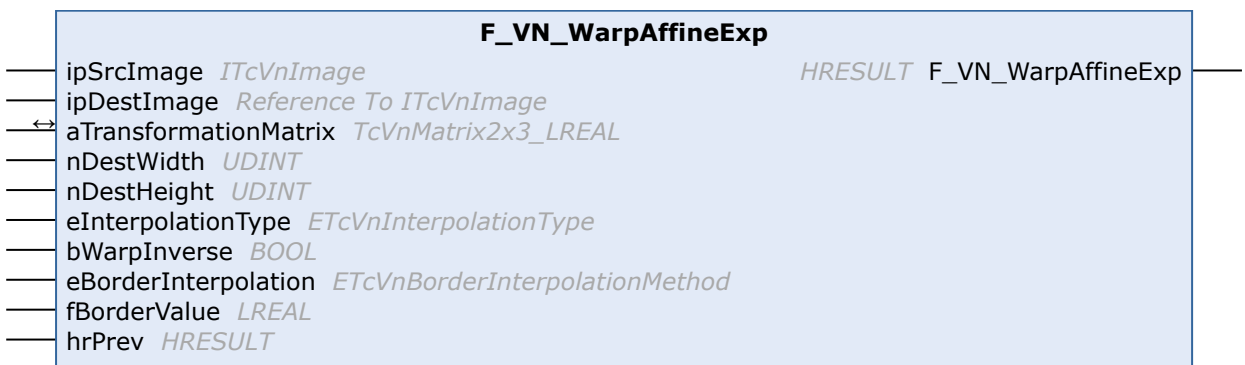 F_VN_WarpAffineExp
ipSrcImage ITcVnImage HRESULT F_VN_WarpAffineExp
ipDestImage Reference To ITcVnImage
↔ aTransformationMatrix TcVnMatrix2x3_LREAL
nDestWidth UDINT
nDestHeight UDINT
eInterpolationType ETcVnInterpolationType
bWarpInverse BOOL
eBorderInterpolation ETcVnBorderInterpolationMethod
fBorderValue LREAL
hrPrev HRESULT